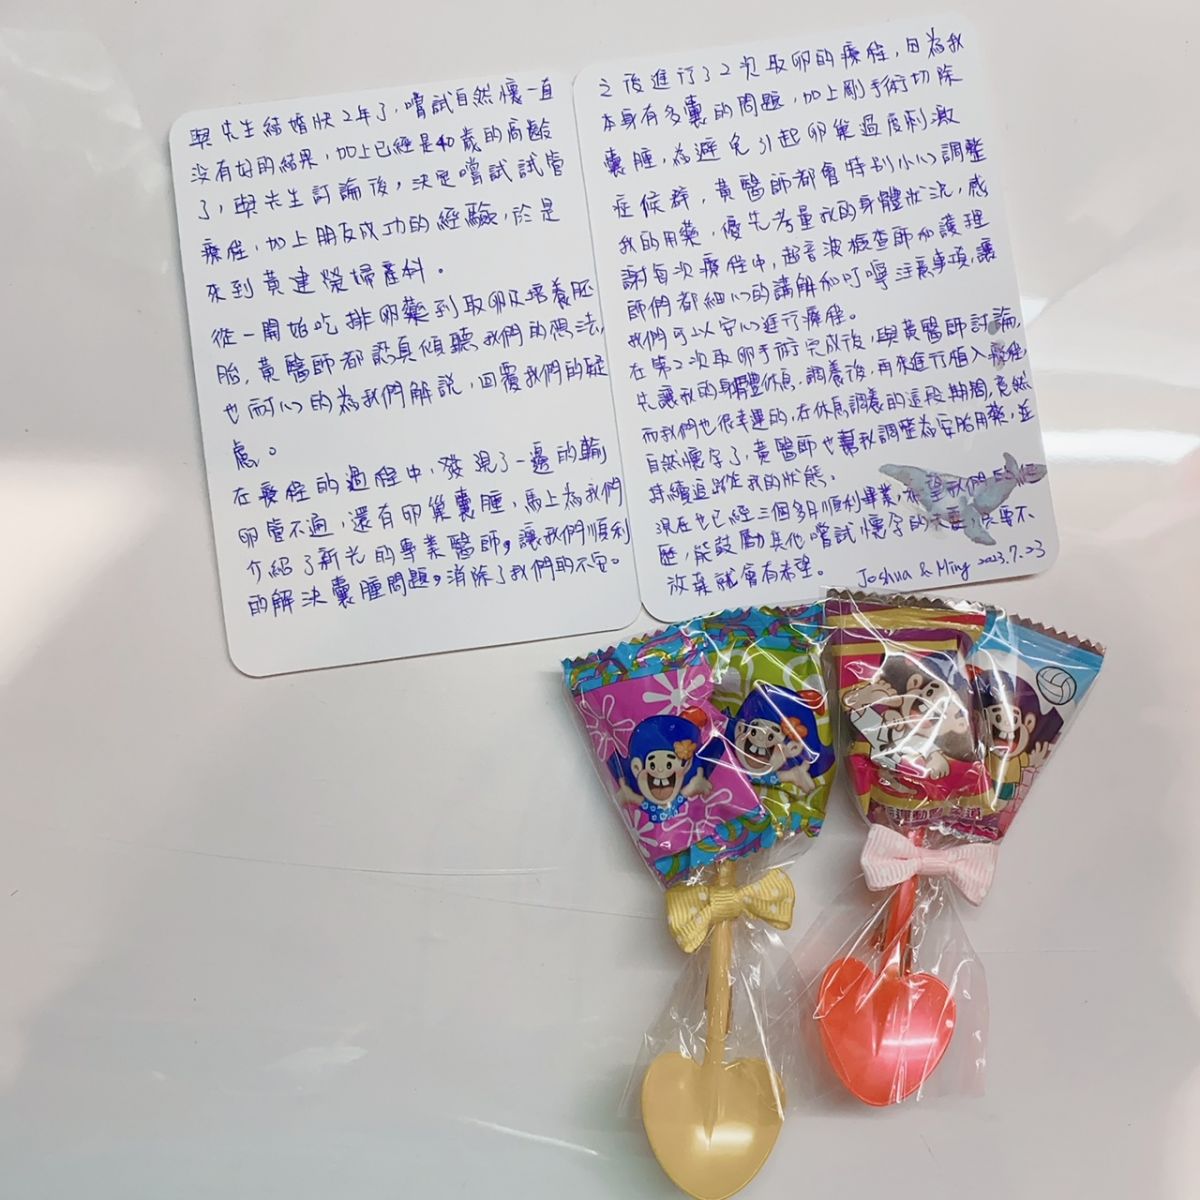 與先生結婚快2年了，嚐試自然懷一直
沒有好的結果，加上已經是40歲的高齡
了，與先生討論後，決定嚐試試管
療程，加上朋友成功的經驗，於是
來到黃建榮婦產科。
從一開始吃排卵藥到取卵及培養胚
胎，黃醫師都認真傾聽我們的想法，
也耐心的為我們解說，回覆我們的疑
慮。
在療程的過程中，發現了一邊的輸
卵管不通，還有卵巢囊腫，馬上為我們
介紹了新光的專業醫師，讓我們順利
的解決囊腫問題，消除了我們的不安。
之後進行了2次取卵的療程，因為我
本身有多囊的問題，加上剛手術切除
囊腫，為避免引起卵巢過度刺激
症候群，黃醫師都會特別小心調整
我的用藥，優先考量我的身體狀況，感
謝每次療程中，超音波檢查師和護理
師們都細心的講解和叮嚀注意事項，讓
我們可以安心進行療程。
在第2次取卵手術完成後，與黃醫師討論，
先讓我的身體休息，調養後，再來進行植入療程，
而我們也很幸運的，在休息調養的這段期間，竟然
自然懷孕了，黃醫師也幫我調整為安胎用藥，並
持續追蹤我的狀態。
現在也已經三個多月順利畢業，希望我們的經
歷，能鼓勵其他嚐試懷孕的，只要不
放棄就會有希望。 Joshua & Ming 2023.7.23